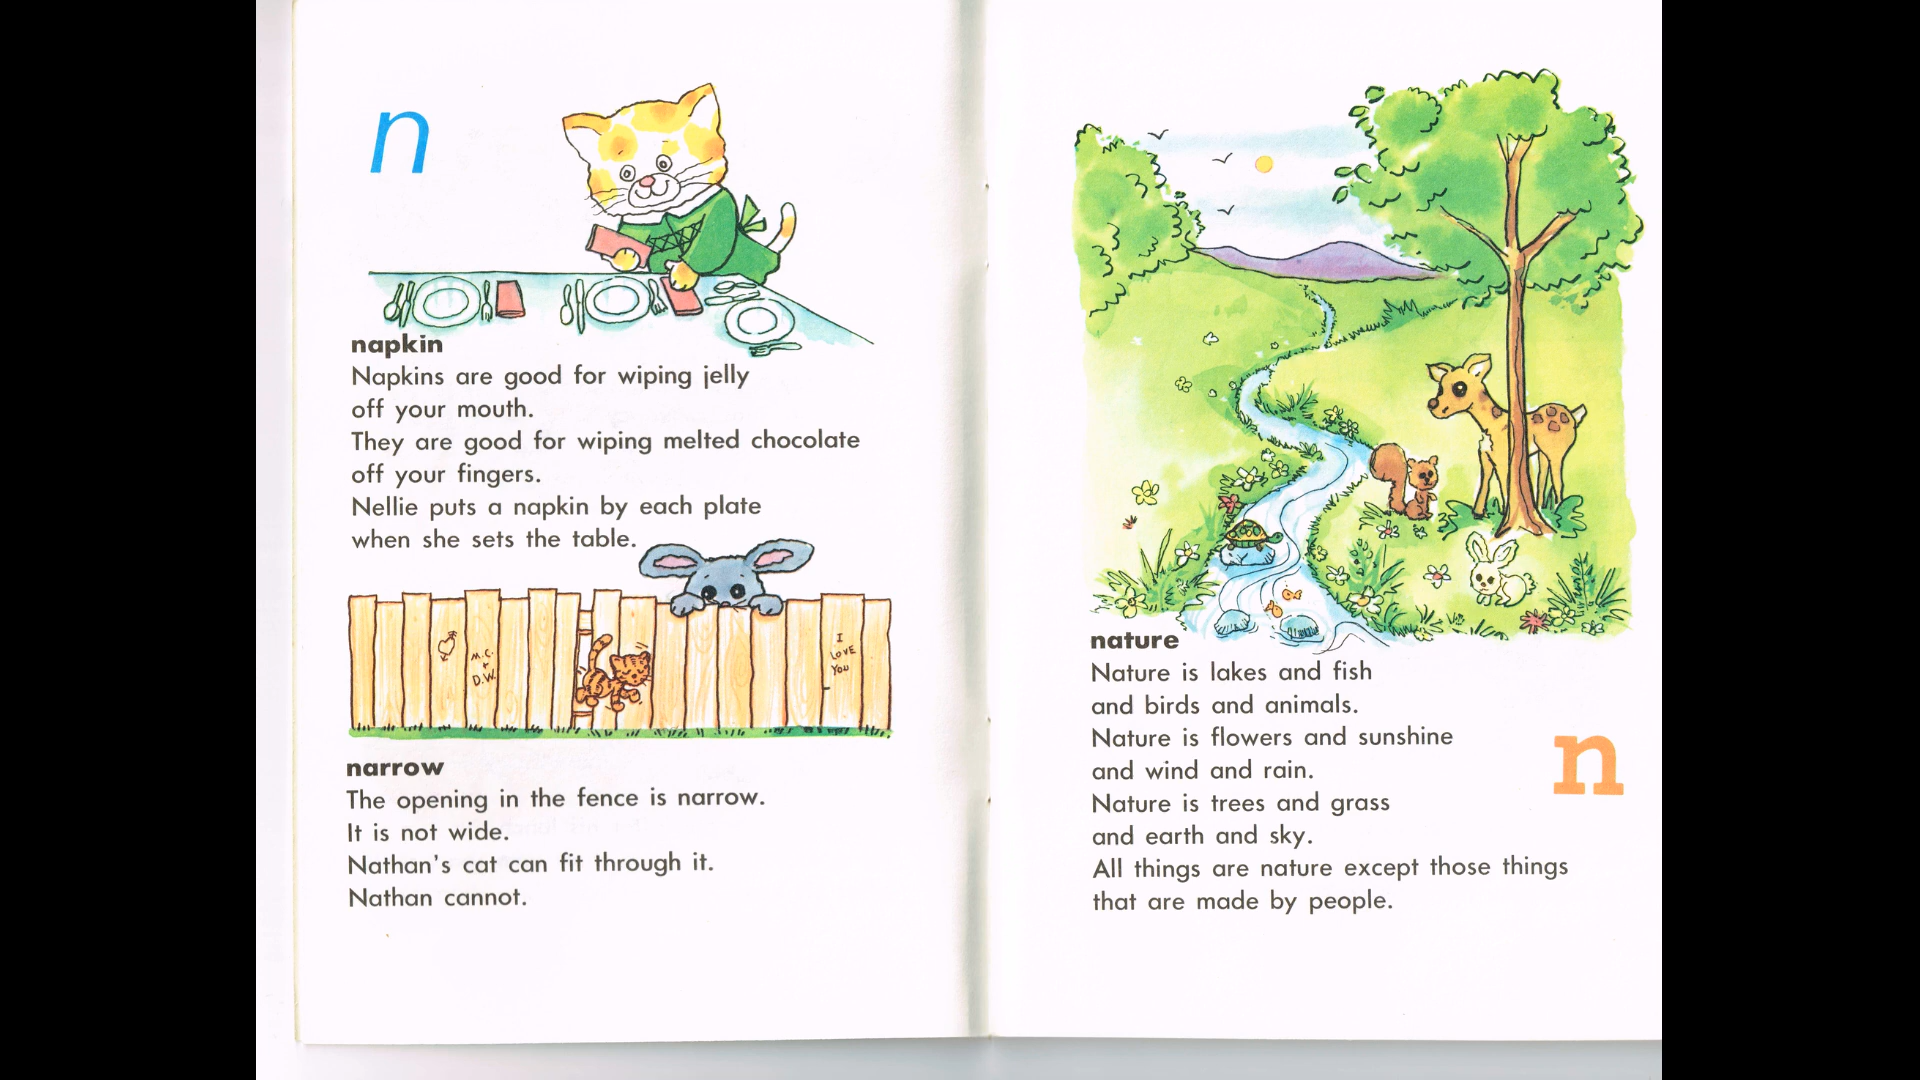 n
napkin
Napkins are good for wiping jelly
off your mouth.
They are good for wiping melted chocolate
off your fingers.
Nellie puts a napkin by each plate
when she sets the table.
M.C.
D.W.
I
LOVE
YOU
narrow
The opening in the fence is narrow.
It is not wide.
Nathan's cat can fit through it.
Nathan cannot.
nature
Nature is lakes and fish
and birds and animals.
Nature is flowers and sunshine
and wind and rain.
Nature is trees and grass
and earth and sky.
All things are nature except those things
that are made by people.
n